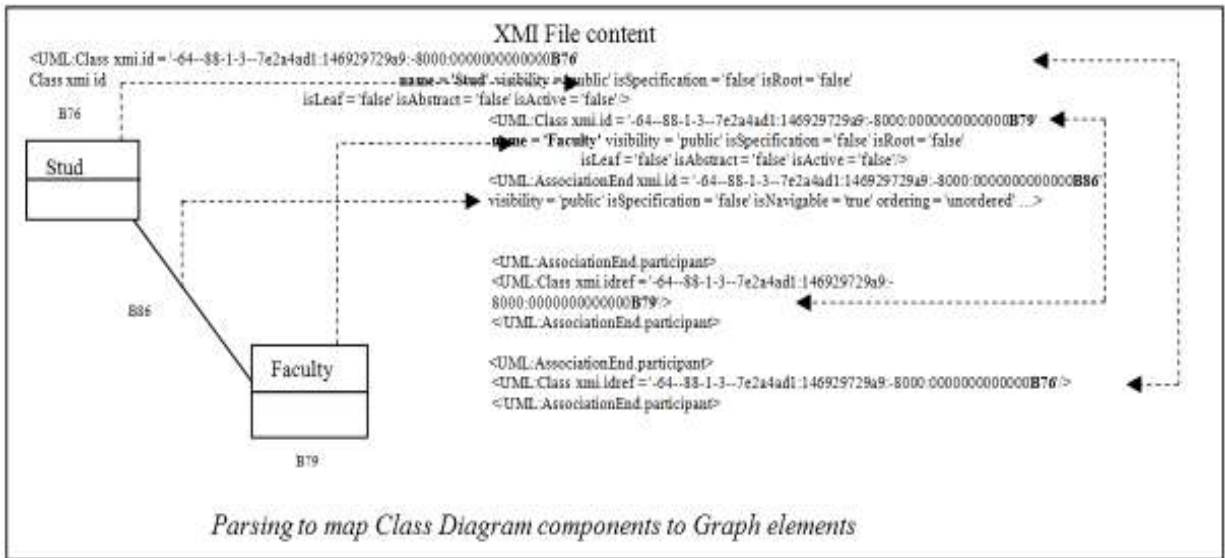 XMI File content
<UML:Class xmi.id = '-64--88-1-3--7e2a4ad1:146929729a9:-8000:0000000000000B76'
Class xmi id
name = 'Stud' visibility = 'public' isSpecification = 'false' isRoot = 'false'
isLeaf = 'false' isAbstract = 'false' isActive = 'false'/>
B76
Stud
<UML:Class xmi.id = '-64--88-1-3--7e2a4ad1:146929729a9:-8000:0000000000000B79'
name = 'Faculty' visibility = 'public' isSpecification = 'false' isRoot = 'false'
isLeaf = 'false' isAbstract = 'false' isActive = 'false'/>
<UML:AssociationEnd xmi.id = '-64--88-1-3--7e2a4ad1:146929729a9:-8000:0000000000000B86'
visibility = 'public' isSpecification = 'false' isNavigable = 'true' ordering = 'unordered' ...>
<UML:AssociationEnd.participant>
<UML:Class xmi.idref = '-64--88-1-3--7e2a4ad1:146929729a9:-
8000:0000000000000B79'/>
</UML:AssociationEnd.participant>
B86
<UML:AssociationEnd.participant>
<UML:Class xmi.idref = '-64--88-1-3--7e2a4ad1:146929729a9:-8000:0000000000000B76'/>
</UML:AssociationEnd.participant>
Faculty
B79
Parsing to map Class Diagram components to Graph elements